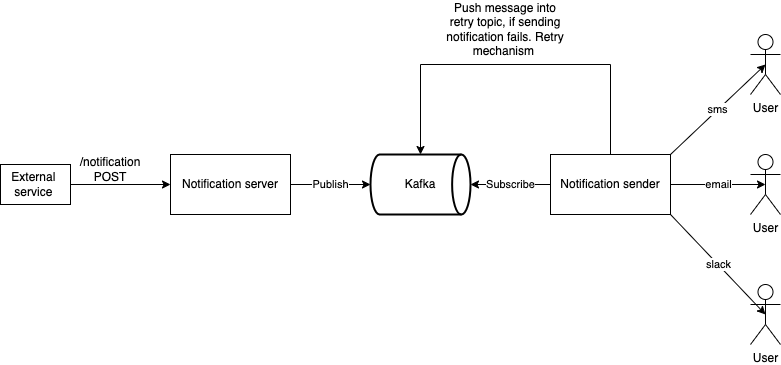 Push message into
retry topic, if sending
notification fails. Retry
mechanism
User
sms
/notification
POST
External
service
Notification server
Publish
Kafka
Subscribe
Notification sender
email
User
slack
User